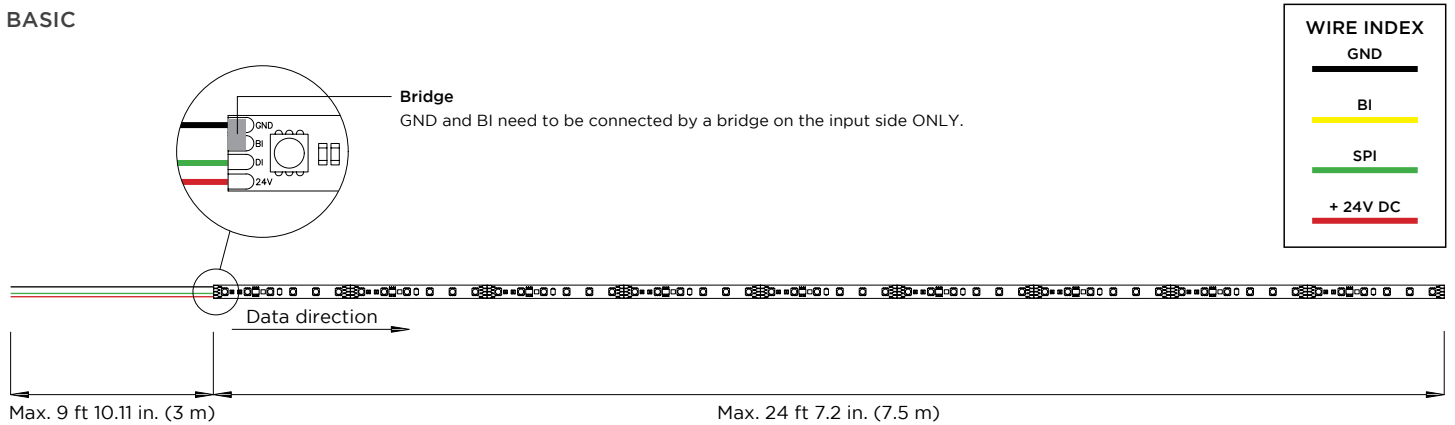 BASIC
WIRE INDEX
GND
BI
SPI
+ 24V DC
Bridge
GND and BI need to be connected by a bridge on the input side ONLY.
GND
BI
DI
24V
Data direction
Max. 9 ft 10.11 in. (3 m)
Max. 24 ft 7.2 in. (7.5 m)